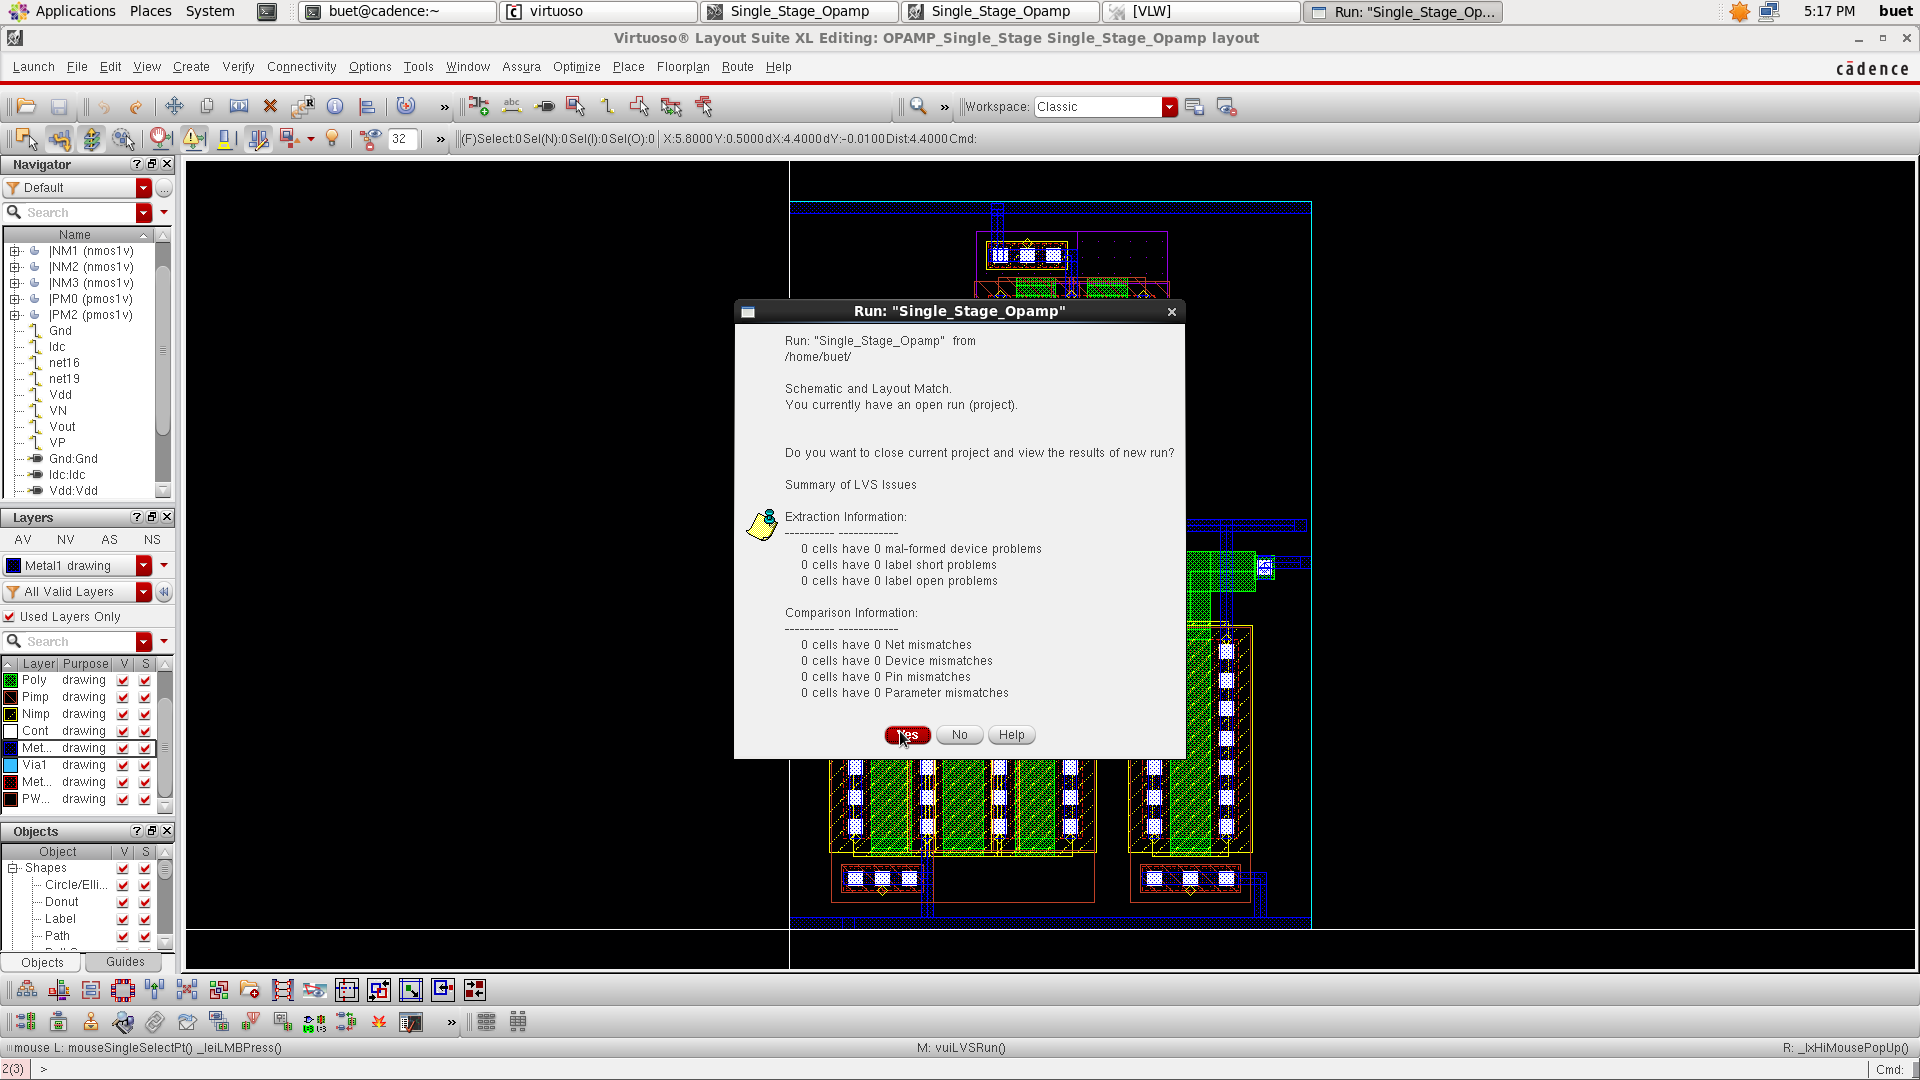 Applications Places System buet@cadence:~ virtuoso Single_Stage_Opamp Single_Stage_Opamp [VLW] Run: "Single_Stage_Op... 5:17 PM buet
Virtuoso® Layout Suite XL Editing: OPAMP_Single_Stage Single_Stage_Opamp layout
Launch File Edit View Create Verify Connectivity Options Tools Window Assura Optimize Place Floorplan Route Help cādence
abc » » Workspace: Classic
32 » (F)Select:0 Sel(N):0 Sel(I):0 Sel(O):0 X:5.8000 Y:0.5000 dX:4.4000 dY:-0.0100 Dist:4.4000 Cmd:
Navigator
Default
Search
Name
|NM1 (nmos1v)
|NM2 (nmos1v)
|NM3 (nmos1v)
|PM0 (pmos1v)
|PM2 (pmos1v)
Gnd
Idc
net16
net19
Vdd
VN
Vout
VP
Gnd:Gnd
Idc:Idc
Vdd:Vdd
Layers
AV NV AS NS
Metal1 drawing
All Valid Layers
Used Layers Only
Search
Layer Purpose V S
Poly drawing
Pimp drawing
Nimp drawing
Cont drawing
Met... drawing
Via1 drawing
Met... drawing
PW... drawing
Objects
Object V S
Shapes
Circle/Elli...
Donut
Label
Path
Objects Guides
Run: "Single_Stage_Opamp"
Run: "Single_Stage_Opamp" from
/home/buet/
Schematic and Layout Match.
You currently have an open run (project).
Do you want to close current project and view the results of new run?
Summary of LVS Issues
Extraction Information:
---------- ------------
0 cells have 0 mal-formed device problems
0 cells have 0 label short problems
0 cells have 0 label open problems
Comparison Information:
---------- ------------
0 cells have 0 Net mismatches
0 cells have 0 Device mismatches
0 cells have 0 Pin mismatches
0 cells have 0 Parameter mismatches
Yes No Help
mouse L: mouseSingleSelectPt() _leiLMBPress() M: vuiLVSRun() R: _lxHiMousePopUp()
2(3) > Cmd: